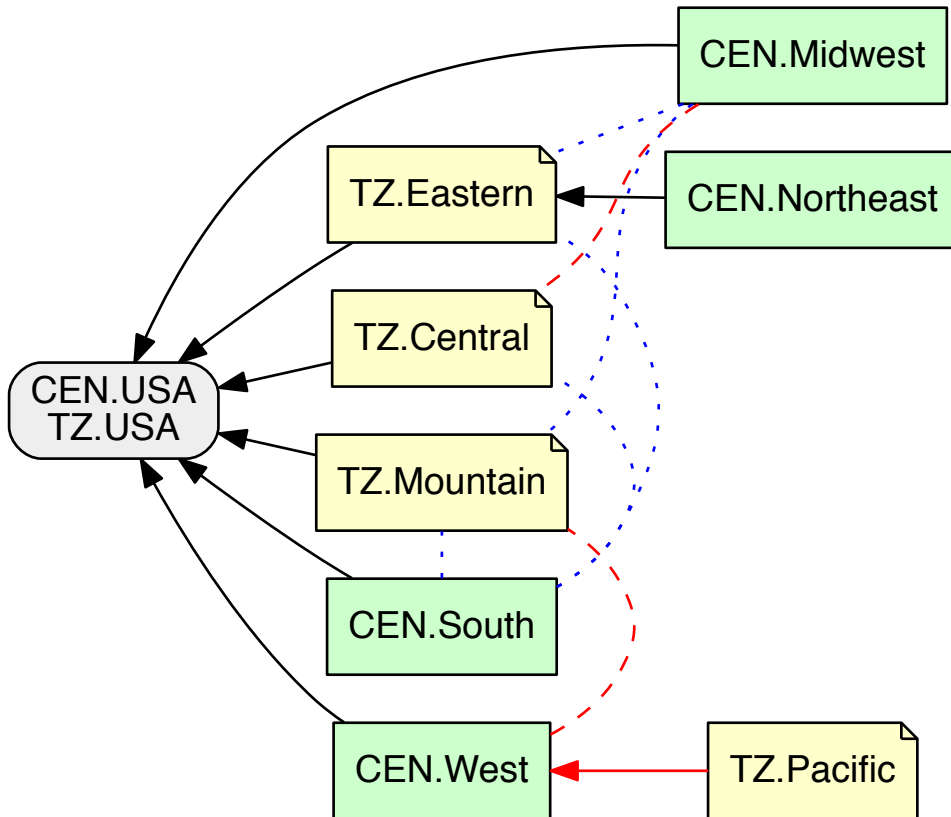 CEN.Midwest
TZ.Eastern
CEN.Northeast
TZ.Central
CEN.USA
TZ.USA
TZ.Mountain
CEN.South
CEN.West
TZ.Pacific